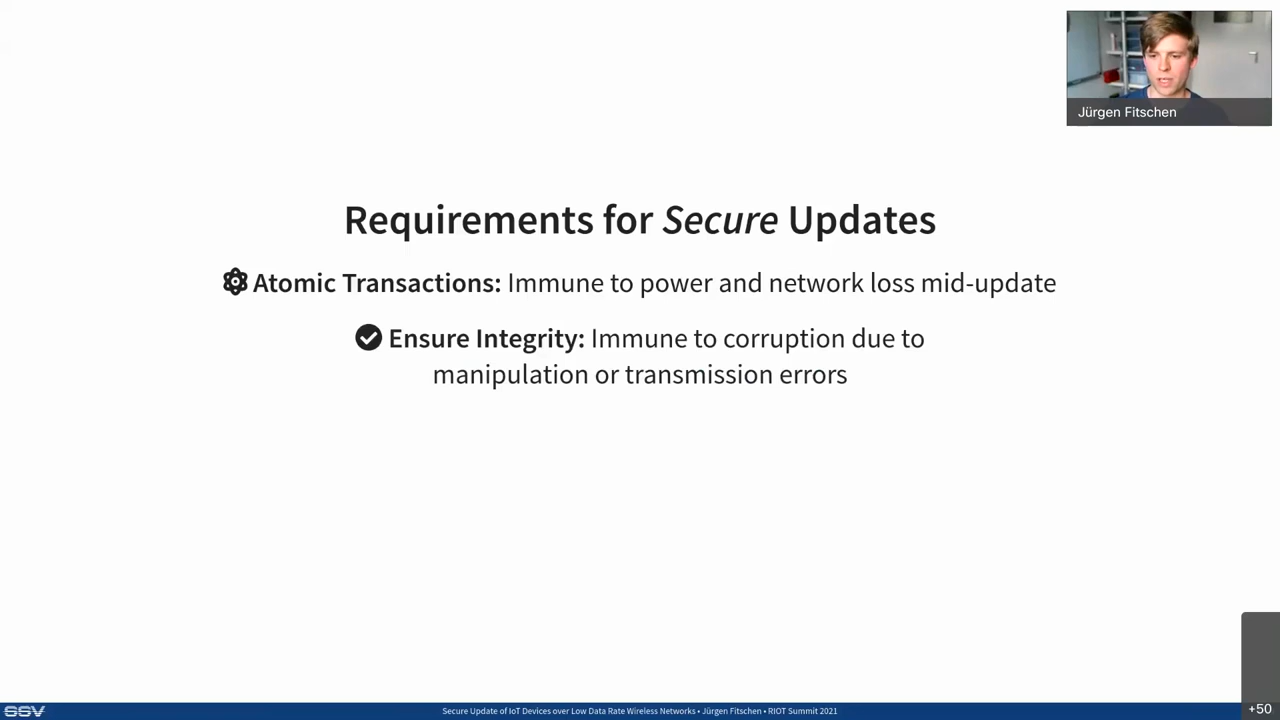 Jürgen Fitschen
Requirements for Secure Updates
Atomic Transactions: Immune to power and network loss mid-update
Ensure Integrity: Immune to corruption due to
manipulation or transmission errors
SSV
Secure Update of IoT Devices over Low Data Rate Wireless Networks • Jürgen Fitschen • RIOT Summit 2021
+50